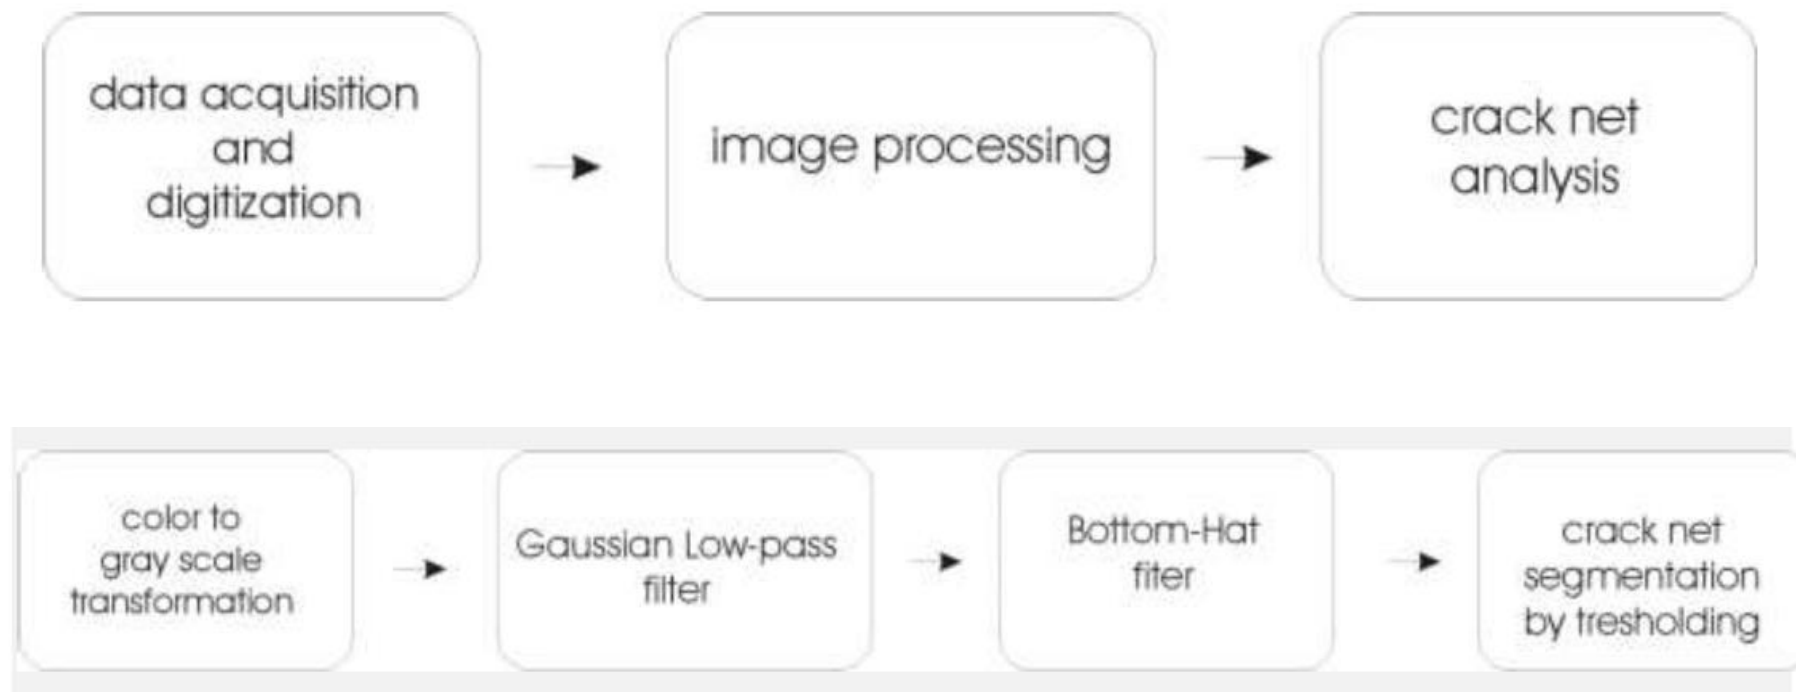 data acquisition
and
digitization
image processing
crack net
analysis
color to
gray scale
transformation
Gaussian Low-pass
filter
Bottom-Hat
fiter
crack net
segmentation
by tresholding